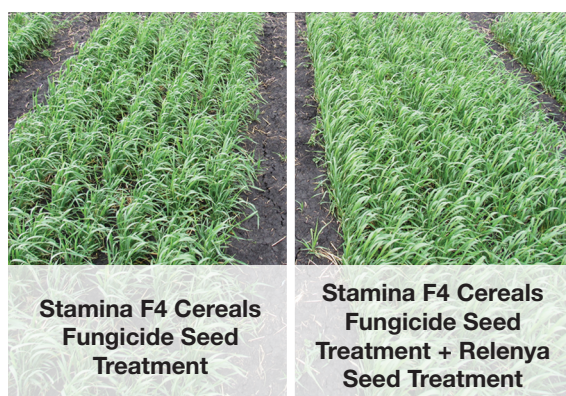 Stamina F4 Cereals
Fungicide Seed
Treatment
Stamina F4 Cereals
Fungicide Seed
Treatment + Relenya
Seed Treatment